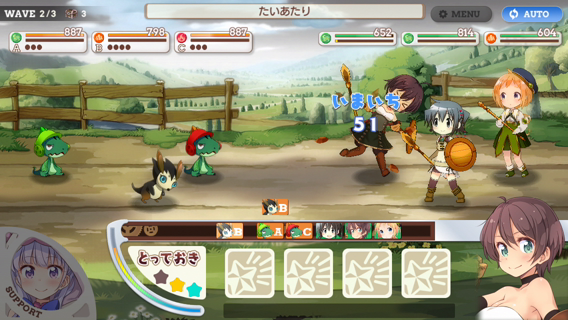 WAVE 2/3 3
たいあたり
MENU
AUTO
887 798 887
A B C
652 814 604
いまいち
51
B
B A C
とっておき
SUPPORT